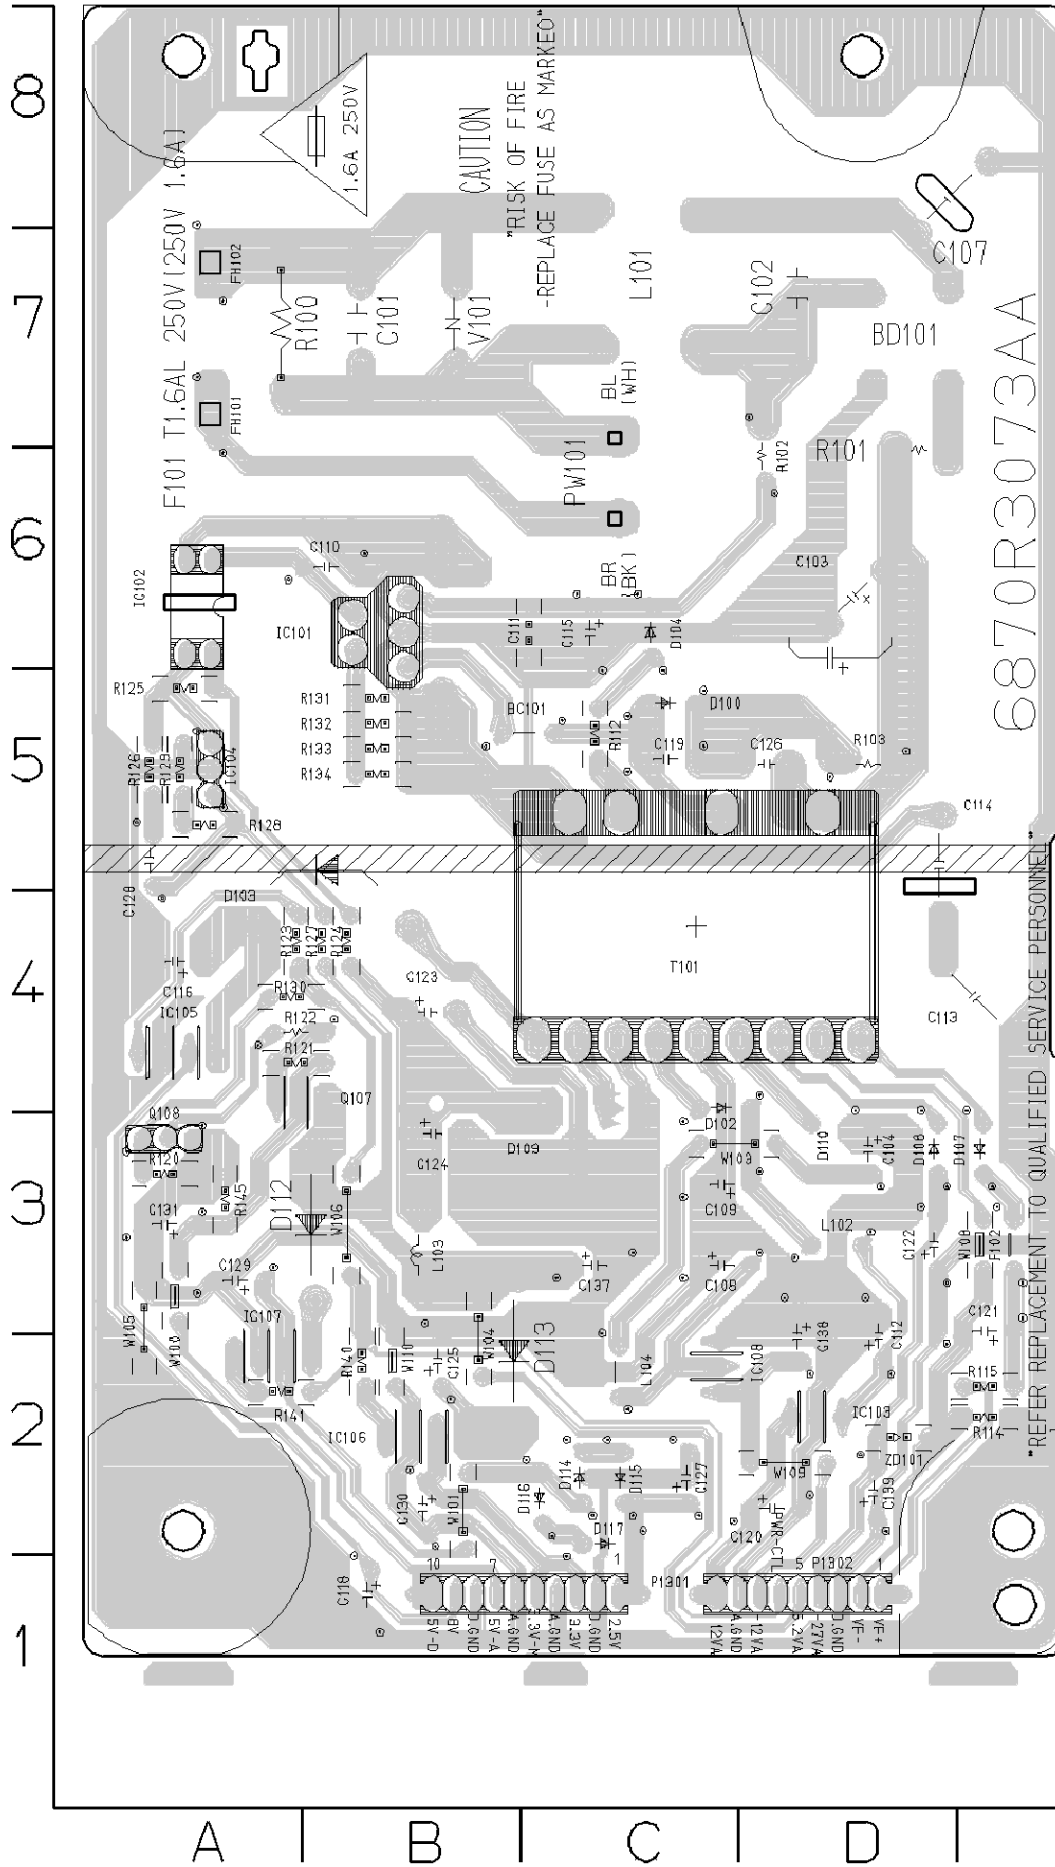 8
7
6
5
4
3
2
1
A
B
C
D
1.6A 250V
CAUTION
"RISK OF FIRE
-REPLACE FUSE AS MARKED"
F101 T1.6AL 250V(250V 1.6A)
FH102
FH101
R100
C101
V101
L101
C102
C107
BD101
BL
(WH)
PW101
R102
R101
6870R3073AA
BR
(BK)
IC102
C110
IC101
C103
C111
C115
D104
R125
R131
R132
R133
R134
BC101
R112
D100
C119
C126
R103
R126
R129
IC104
R128
C114
C128
D103
R123
R127
R124
T101
C123
C116
R130
IC105
R122
R121
C113
"REFER REPLACEMENT TO QUALIFIED SERVICE PERSONNEL"
Q107
Q108
R120
C124
D109
D102
W103
D110
C104
D108
D107
C131
R145
D112
W106
C109
L102
C122
W108
F102
L103
C129
C137
C108
IC107
C121
W105
W100
R140
W110
C125
W104
D113
L104
IC108
C138
C112
R115
R141
IC106
IC103
R114
ZD101
D114
D115
C127
W109
D116
C130
W101
D117
C120
PWR-CTL
C139
C118
10
7
1
P1301
5
P1302
1
5V-D
8V
D.GND
5V-A
A.GND
3.3V-M
A.GND
3.3V
D.GND
2.5V
12VA
A.GND
-12VA
5.2VA
-27VA
D.GND
VF-
VF+